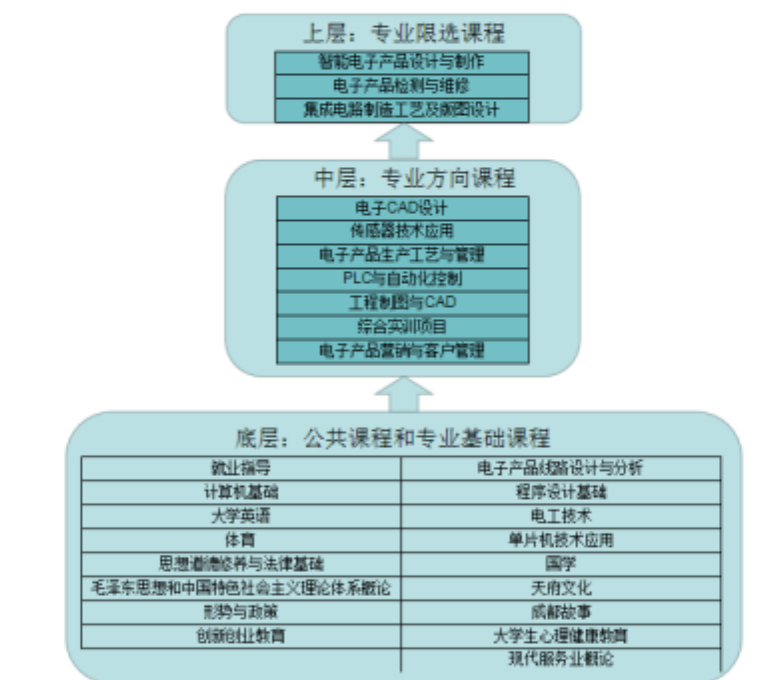 上层：专业限选课程
智能电子产品设计与制作
电子产品检测与维修
集成电路制造工艺及版图设计
中层：专业方向课程
电子CAD设计
传感器技术应用
电子产品生产工艺与管理
PLC与自动化控制
工程制图与CAD
综合实训项目
电子产品营销与客户管理
底层：公共课程和专业基础课程
就业指导 电子产品线路设计与分析
计算机基础 程序设计基础
大学英语 电工技术
体育 单片机技术应用
思想道德修养与法律基础 国学
毛泽东思想和中国特色社会主义理论体系概论 天府文化
形势与政策 成都故事
创新创业教育 大学生心理健康教育
现代服务业概论